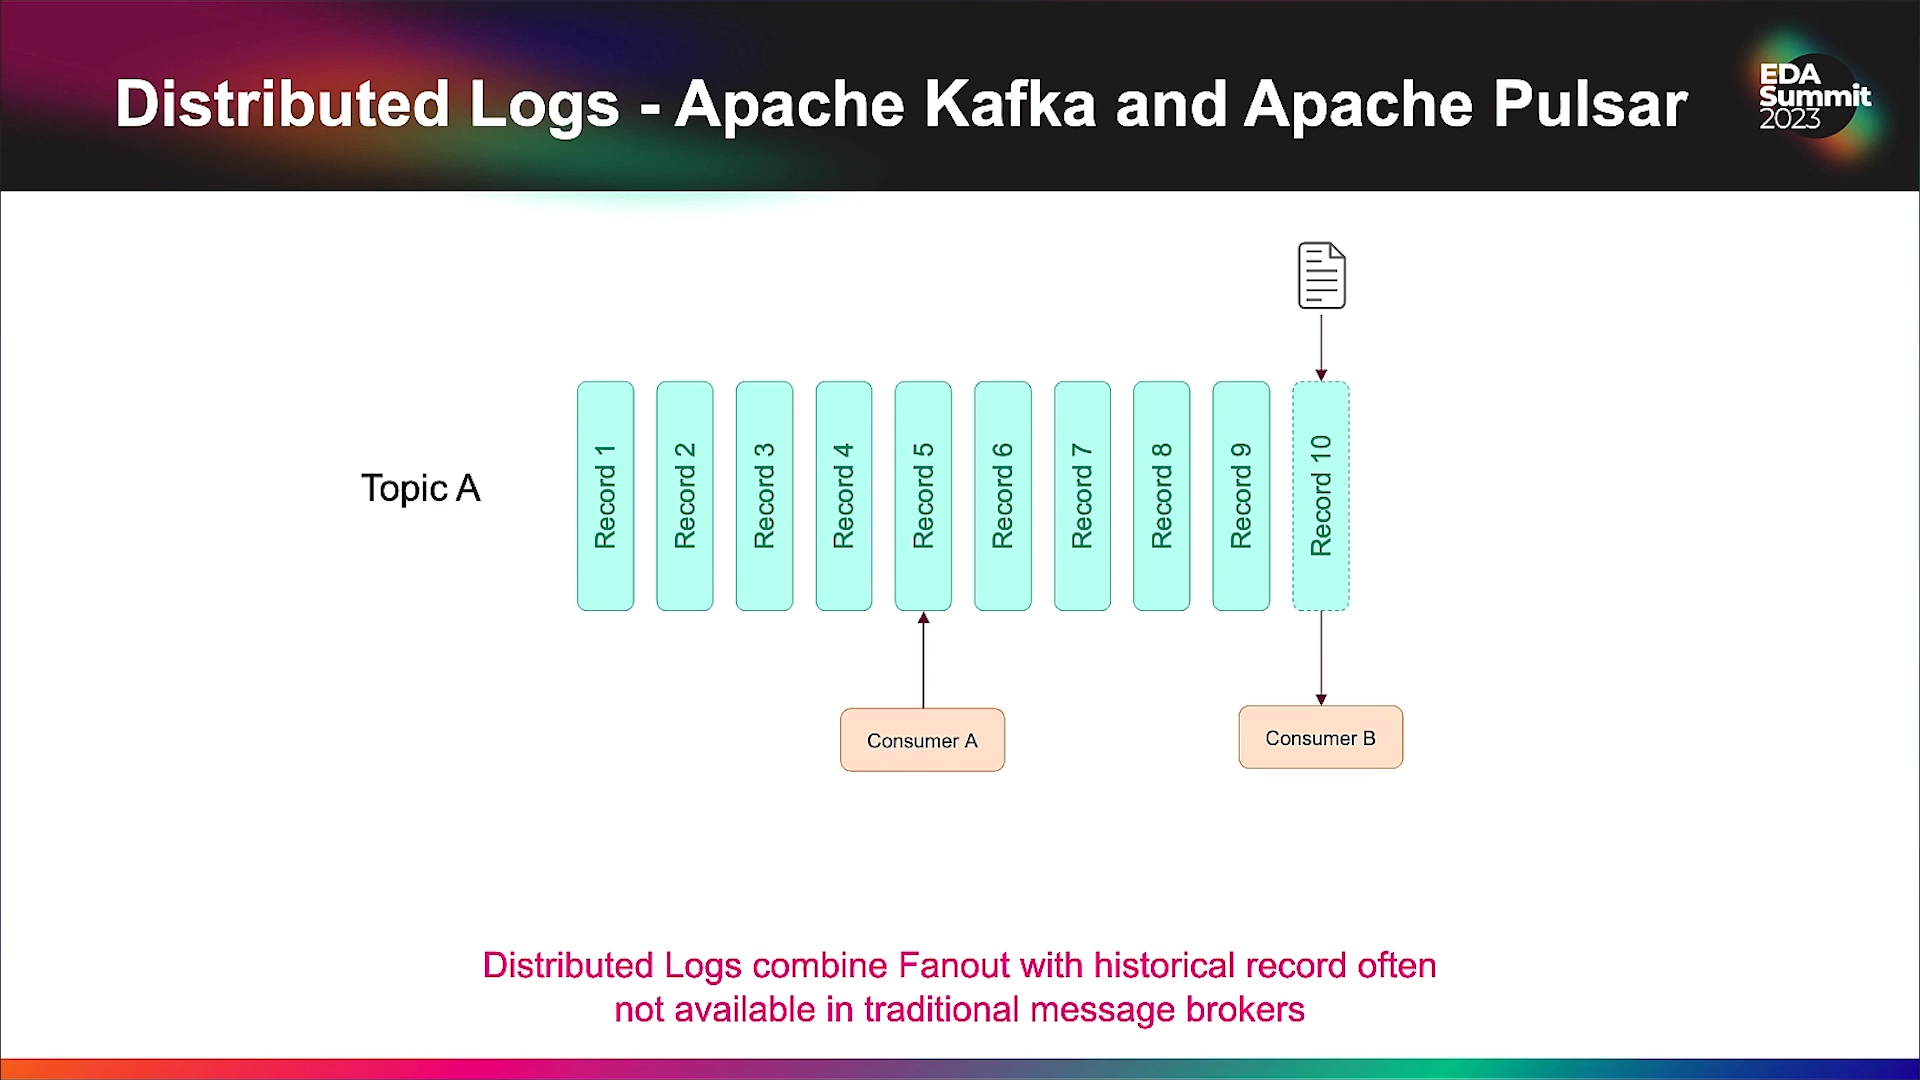 Distributed Logs - Apache Kafka and Apache Pulsar
EDA
Summit
2023
Topic A
Record 1
Record 2
Record 3
Record 4
Record 5
Record 6
Record 7
Record 8
Record 9
Record 10
Consumer A
Consumer B
Distributed Logs combine Fanout with historical record often
not available in traditional message brokers